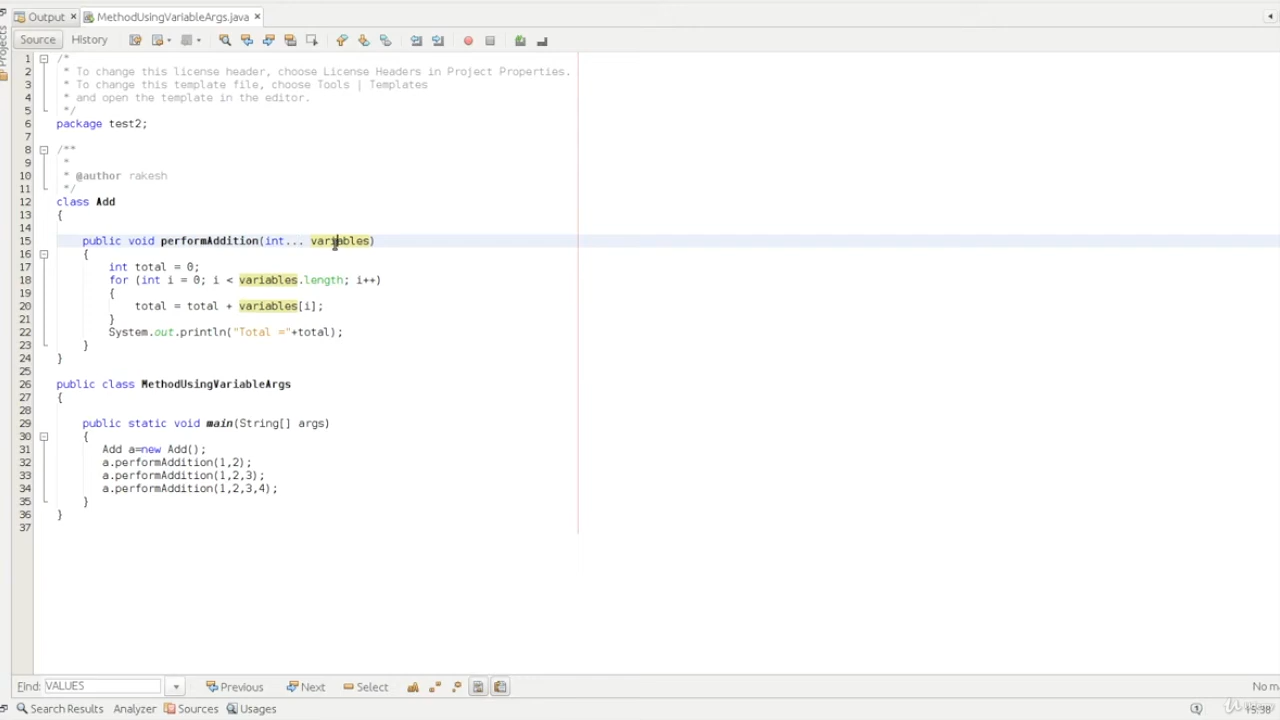 Output
MethodUsingVariableArgs.java
Projects
Source History
1 /*
2 * To change this license header, choose License Headers in Project Properties.
3 * To change this template file, choose Tools | Templates
4 * and open the template in the editor.
5 */
6 package test2;
7
8 /**
9 *
10 * @author rakesh
11 */
12 class Add
13 {
14
15 public void performAddition(int... variables)
16 {
17 int total = 0;
18 for (int i = 0; i < variables.length; i++)
19 {
20 total = total + variables[i];
21 }
22 System.out.println("Total ="+total);
23 }
24 }
25
26 public class MethodUsingVariableArgs
27 {
28
29 public static void main(String[] args)
30 {
31 Add a=new Add();
32 a.performAddition(1,2);
33 a.performAddition(1,2,3);
34 a.performAddition(1,2,3,4);
35 }
36 }
37
Find: VALUES Previous Next Select No m
Search Results Analyzer Sources Usages 15:38